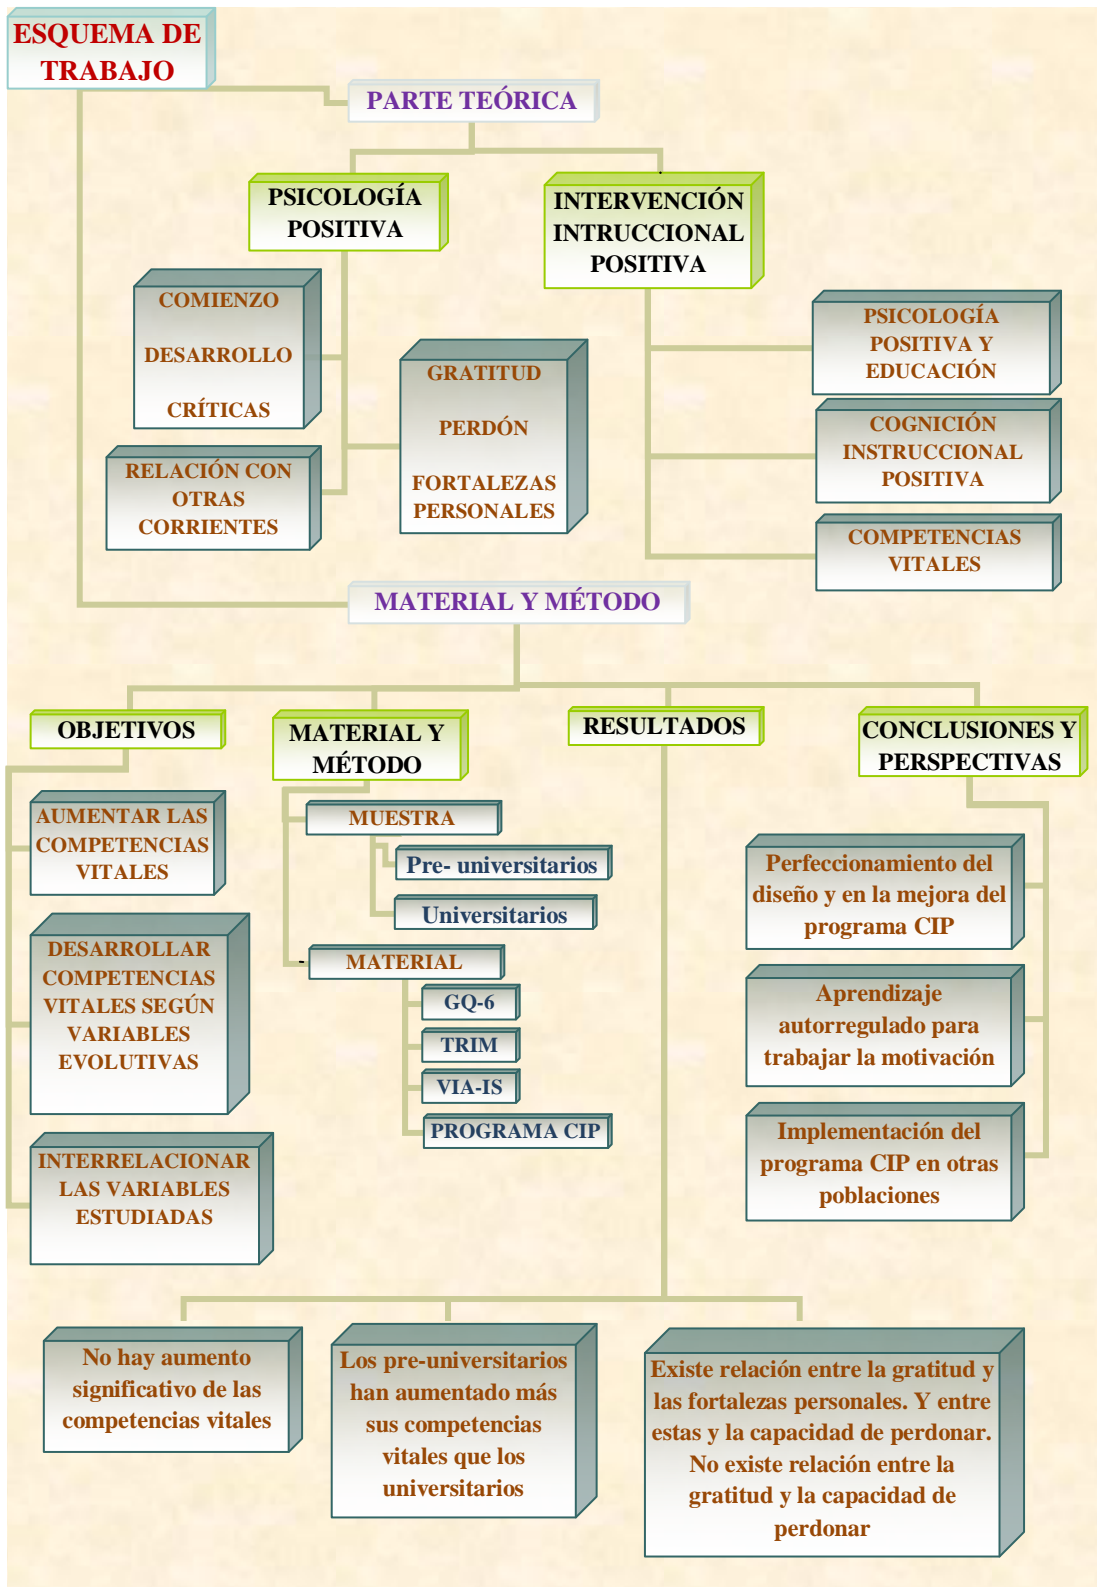 ESQUEMA DE
TRABAJO
PARTE TEÓRICA
PSICOLOGÍA
POSITIVA
INTERVENCIÓN
INTRUCCIONAL
POSITIVA
COMIENZO
DESARROLLO
CRÍTICAS
RELACIÓN CON
OTRAS
CORRIENTES
GRATITUD
PERDÓN
FORTALEZAS
PERSONALES
PSICOLOGÍA
POSITIVA Y
EDUCACIÓN
COGNICIÓN
INSTRUCCIONAL
POSITIVA
COMPETENCIAS
VITALES
MATERIAL Y MÉTODO
OBJETIVOS
AUMENTAR LAS
COMPETENCIAS
VITALES
DESARROLLAR
COMPETENCIAS
VITALES SEGÚN
VARIABLES
EVOLUTIVAS
INTERRELACIONAR
LAS VARIABLES
ESTUDIADAS
MATERIAL Y
MÉTODO
MUESTRA
Pre- universitarios
Universitarios
MATERIAL
GQ-6
TRIM
VIA-IS
PROGRAMA CIP
RESULTADOS
CONCLUSIONES Y
PERSPECTIVAS
Perfeccionamiento del
diseño y en la mejora del
programa CIP
Aprendizaje
autorregulado para
trabajar la motivación
Implementación del
programa CIP en otras
poblaciones
No hay aumento
significativo de las
competencias vitales
Los pre-universitarios
han aumentado más
sus competencias
vitales que los
universitarios
Existe relación entre la gratitud y
las fortalezas personales. Y entre
estas y la capacidad de perdonar.
No existe relación entre la
gratitud y la capacidad de
perdonar